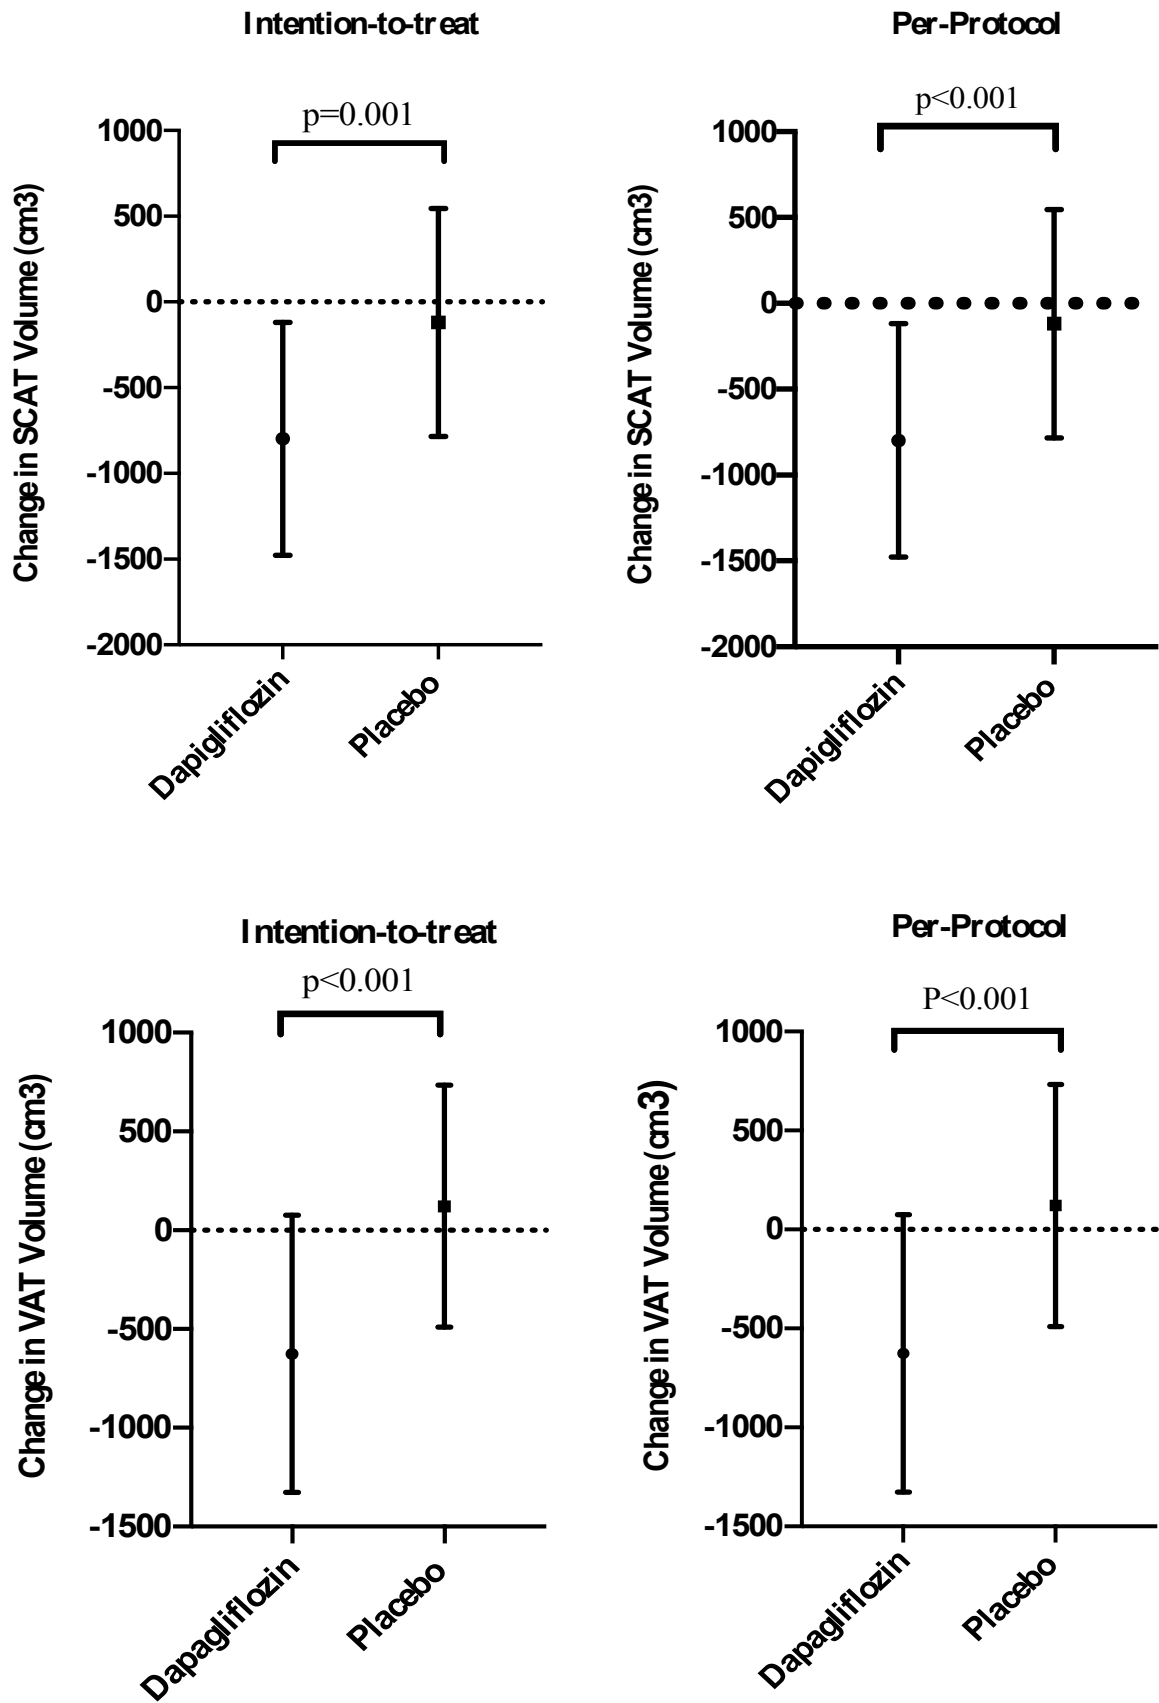 Intention-to-treat
p=0.001
Change in SCAT Volume (cm3)
1000
500
0
-500
-1000
-1500
-2000
Dapigliflozin
Placebo
Per-Protocol
p<0.001
Change in SCAT Volume (cm3)
1000
500
0
-500
-1000
-1500
-2000
Dapigliflozin
Placebo
Intention-to-treat
p<0.001
Change in VAT Volume (cm3)
1000
500
0
-500
-1000
-1500
Dapagliflozin
Placebo
Per-Protocol
P<0.001
Change in VAT Volume (cm3)
1000
500
0
-500
-1000
-1500
Dapagliflozin
Placebo